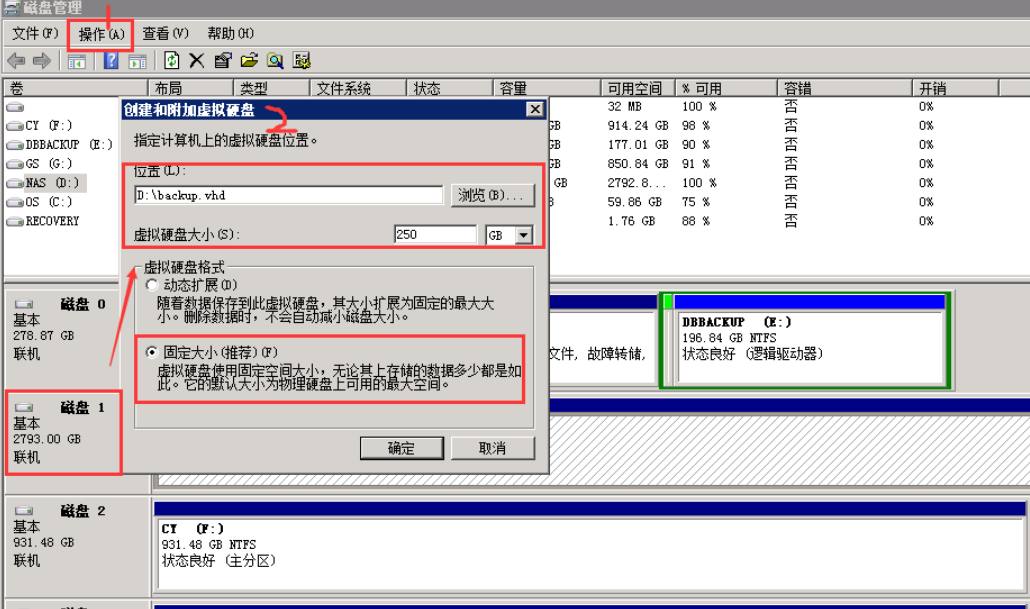 磁盘管理
1
文件(F) 操作(A) 查看(V) 帮助(H)
卷 布局 类型 文件系统 状态 容量 可用空间 % 可用 容错 开销
32 MB 100 % 否 0%
CY (F:) GB 914.24 GB 98 % 否 0%
DBBACKUP (E:) GB 177.01 GB 90 % 否 0%
GS (G:) GB 850.84 GB 91 % 否 0%
NAS (D:) GB 2792.8... 100 % 否 0%
OS (C:) 59.86 GB 75 % 否 0%
RECOVERY 1.76 GB 88 % 否 0%
创建和附加虚拟硬盘
2
指定计算机上的虚拟硬盘位置。
位置(L):
D:\backup.vhd 浏览(B)...
虚拟硬盘大小(S): 250 GB
虚拟硬盘格式
动态扩展(D)
随着数据保存到此虚拟硬盘，其大小扩展为固定的最大大
小。删除数据时，不会自动减小磁盘大小。
固定大小(推荐)(F)
虚拟硬盘使用固定空间大小，无论其上存储的数据多少都是如
此。它的默认大小为物理硬盘上可用的最大空间。
确定 取消
磁盘 0
基本
278.87 GB
联机
文件, 故障转储,
DBBACKUP (E:)
196.84 GB NTFS
状态良好 (逻辑驱动器)
磁盘 1
基本
2793.00 GB
联机
磁盘 2
基本
931.48 GB
联机
CY (F:)
931.48 GB NTFS
状态良好 (主分区)